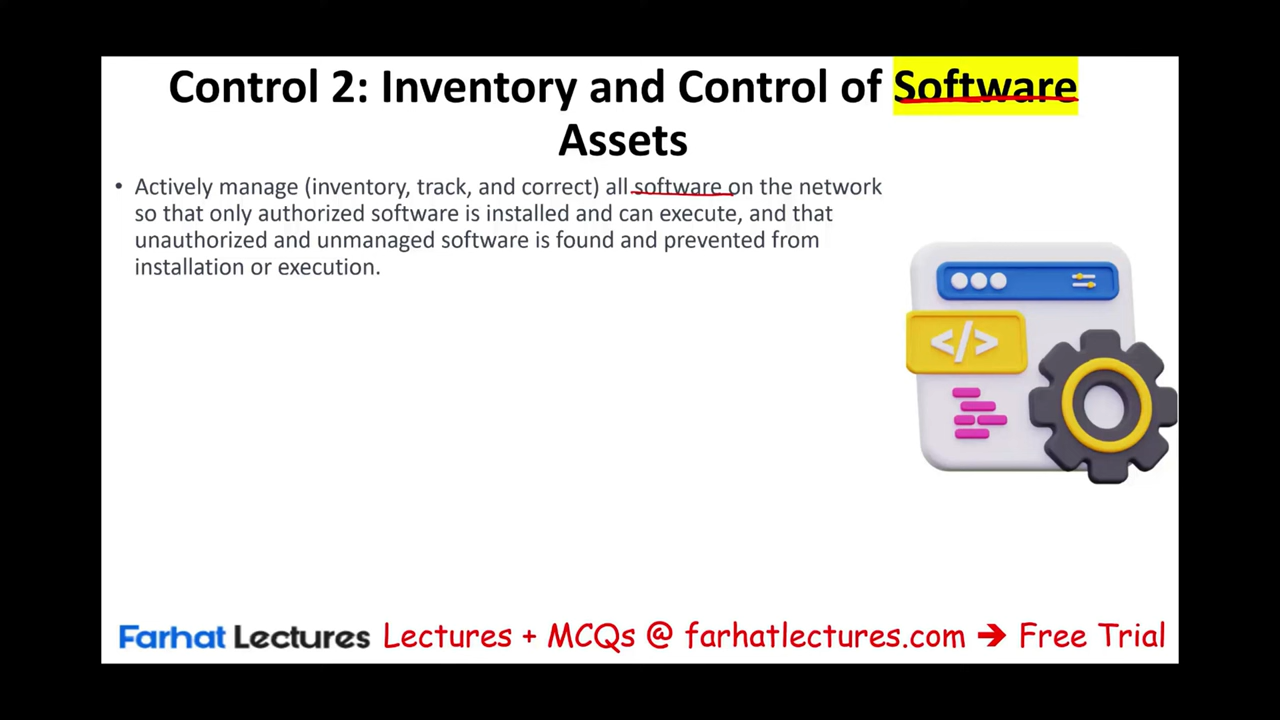 Control 2: Inventory and Control of Software
Assets
• Actively manage (inventory, track, and correct) all software on the network
so that only authorized software is installed and can execute, and that
unauthorized and unmanaged software is found and prevented from
installation or execution.
</>
Farhat Lectures Lectures + MCQs @ farhatlectures.com → Free Trial